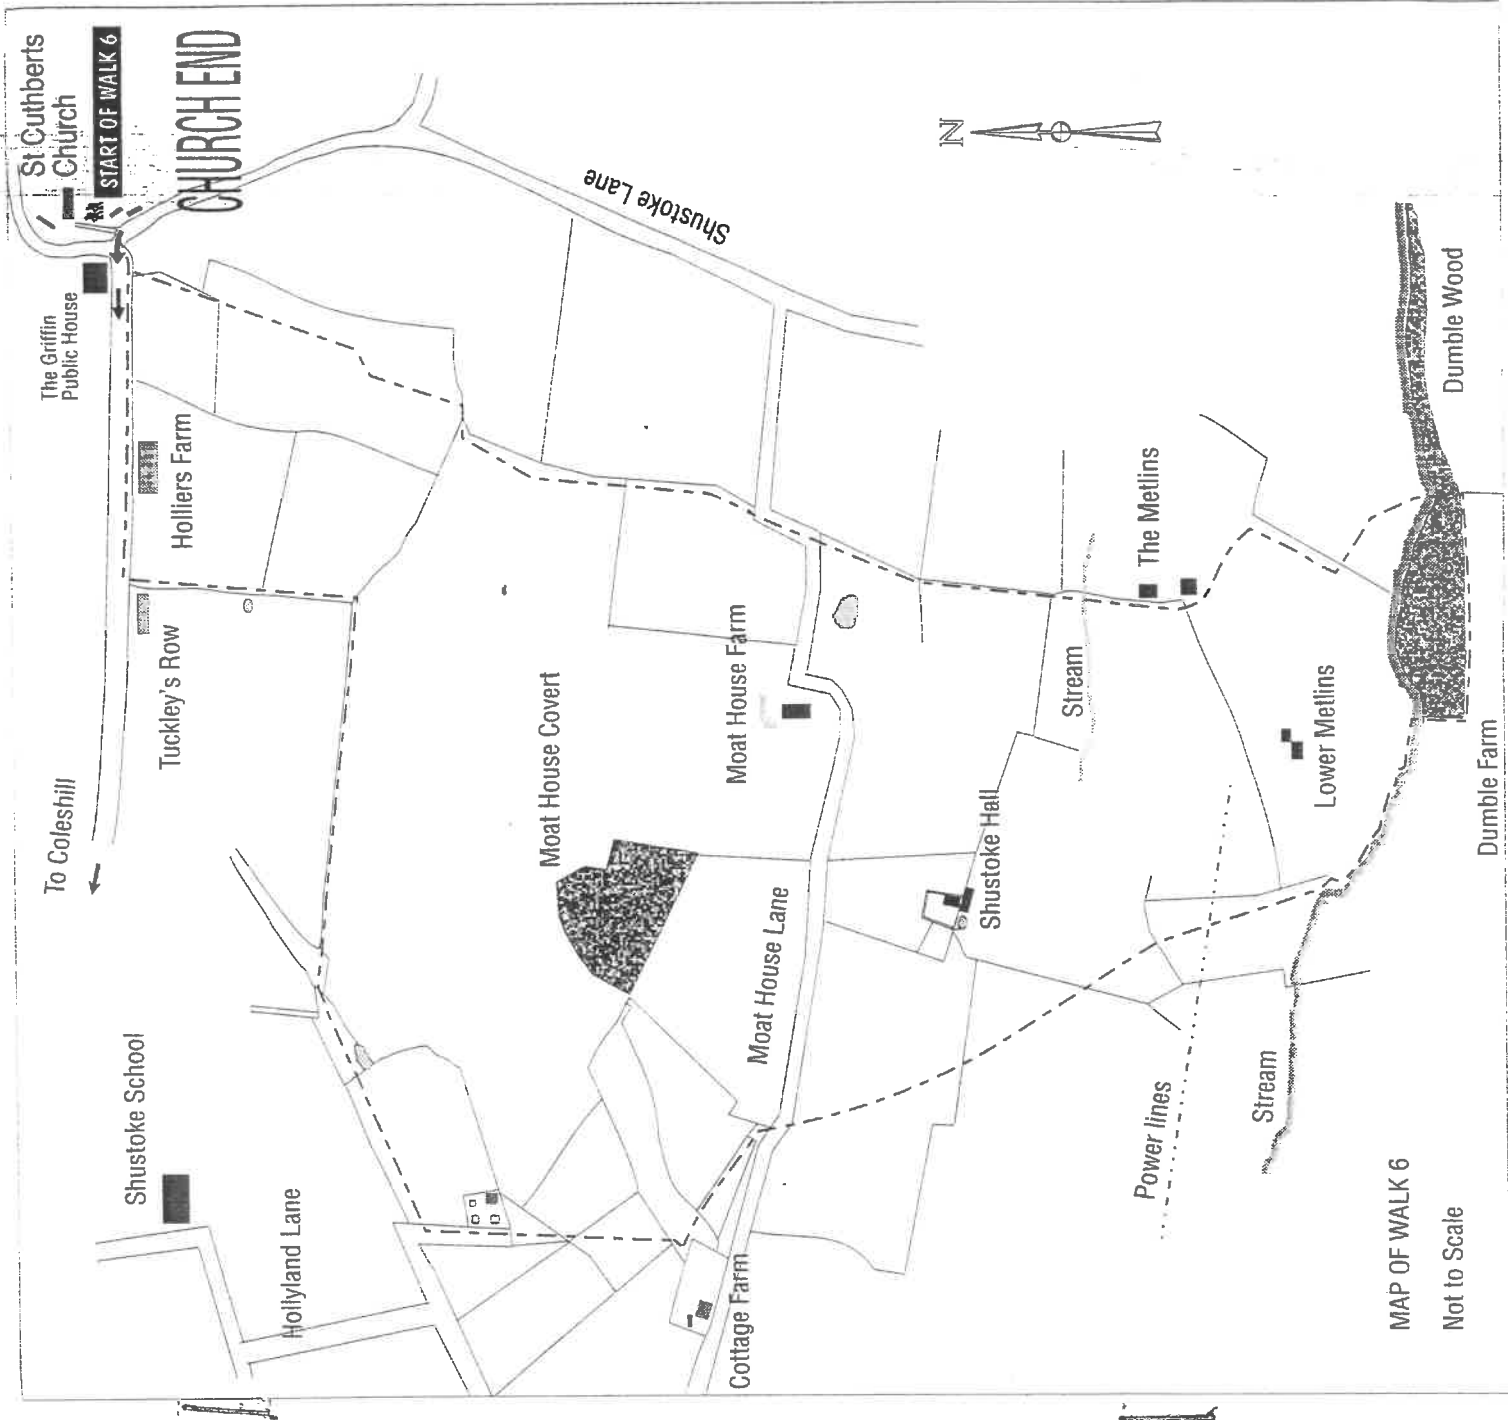 St Cuthberts
Church
START OF WALK 6
CHURCH END
The Griffin
Public House
Holliers Farm
Tuckley's Row
To Coleshill
Shustoke School
Hollyland Lane
Shustoke Lane
N
Moat House Covert
Moat House Farm
Moat House Lane
Cottage Farm
Shustoke Hall
Stream
The Metlins
Lower Metlins
Power lines
Stream
Dumble Wood
Dumble Farm
MAP OF WALK 6
Not to Scale